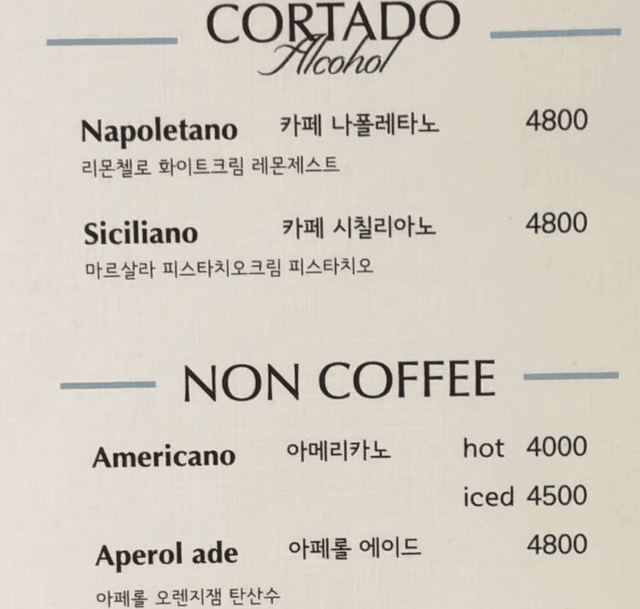 CORTADO
Alcohol
Napoletano 카페 나폴레타노 4800
리몬첼로 화이트크림 레몬제스트
Siciliano 카페 시칠리아노 4800
마르살라 피스타치오크림 피스타치오
NON COFFEE
Americano 아메리카노 hot 4000
iced 4500
Aperol ade 아페롤 에이드 4800
아페롤 오렌지잼 탄산수